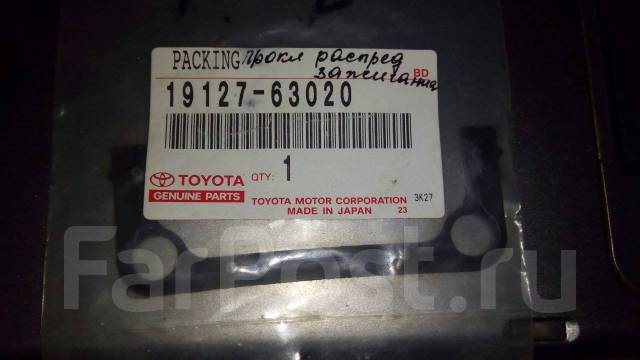 PACKING прокл распред
зажигания
BD
19127-63020
TOYOTA QTY: 1
GENUINE PARTS
TOYOTA MOTOR CORPORATION 3K27
MADE IN JAPAN 23
FarPost.ru